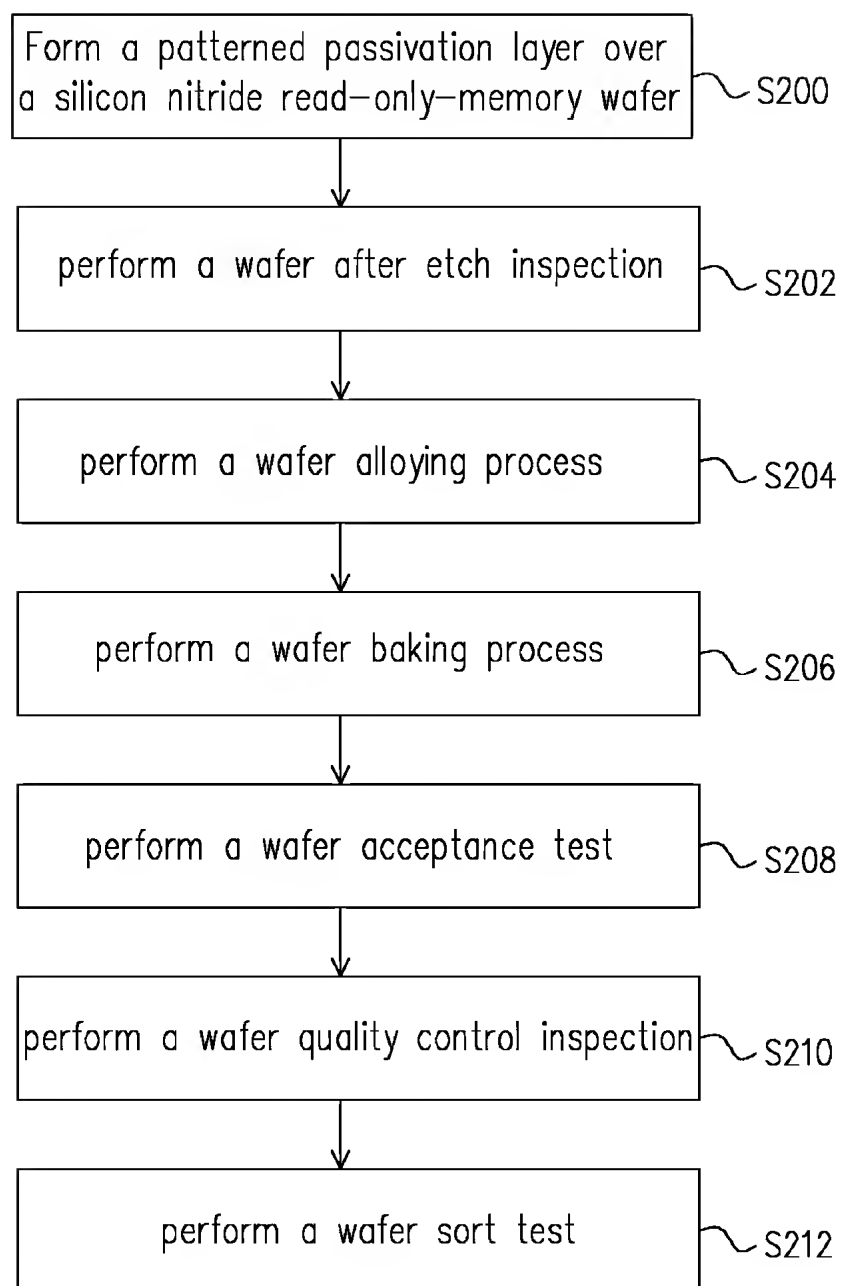 Form a patterned passivation layer over
a silicon nitride read-only-memory wafer
S200
perform a wafer after etch inspection
S202
perform a wafer alloying process
S204
perform a wafer baking process
S206
perform a wafer acceptance test
S208
perform a wafer quality control inspection
S210
perform a wafer sort test
S212